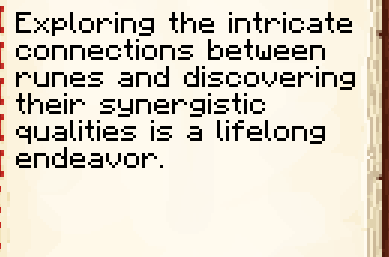 Exploring the intricate
connections between
runes and discovering
their synergistic
qualities is a lifelong
endeavor.